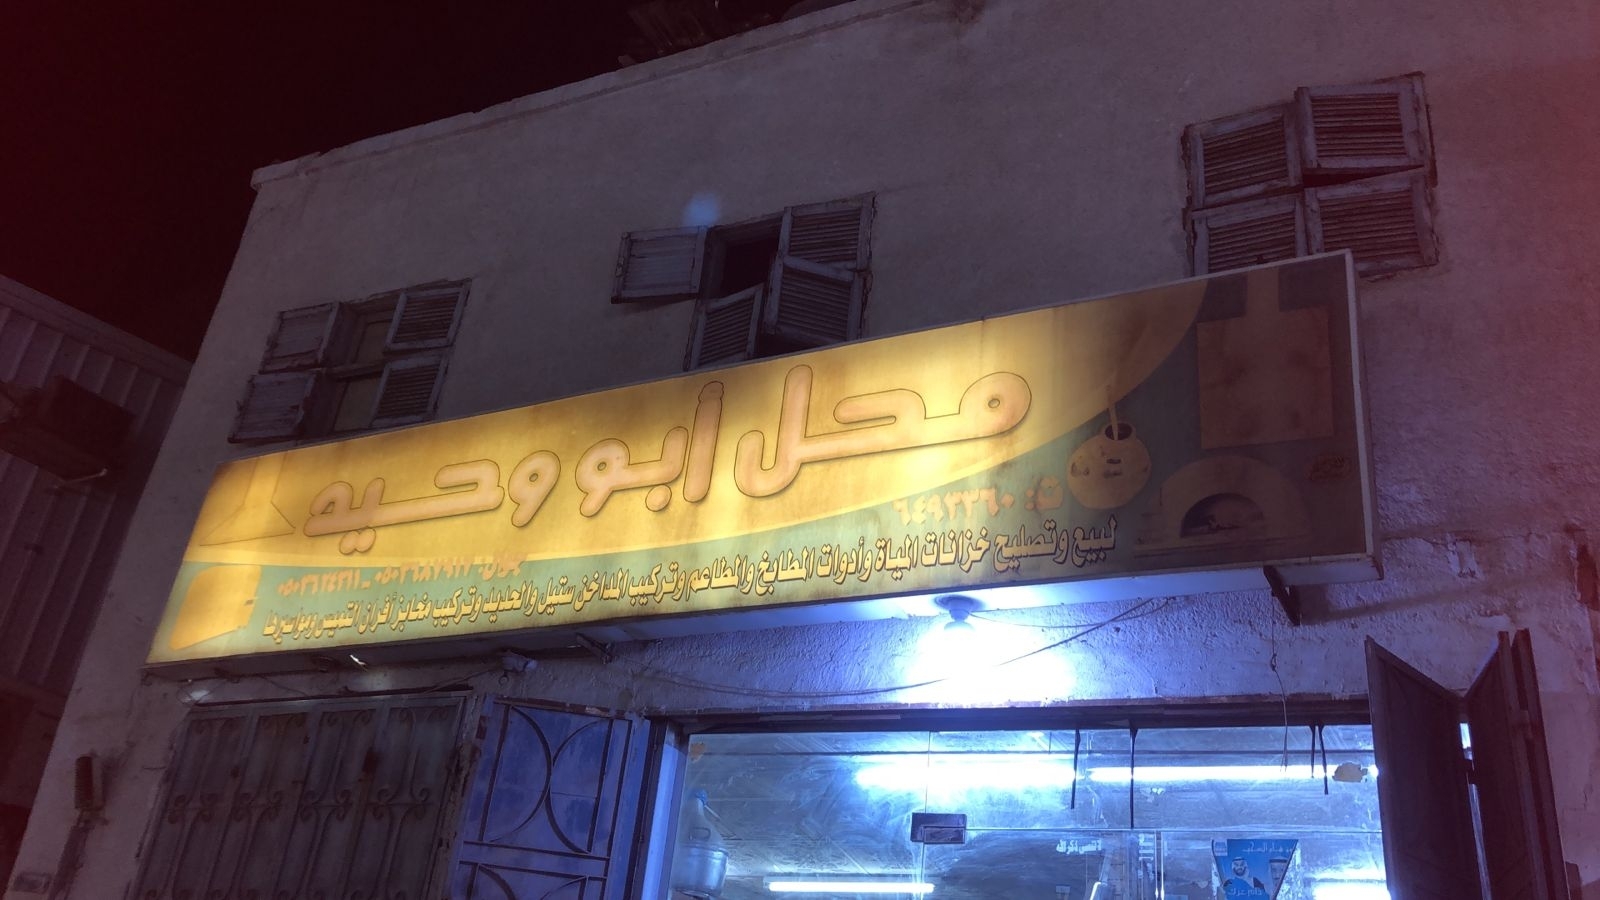 محل أبو وحيه
ت: ٦٤٩٣٣٦٠
لبيع وتصليح خزانات المياة وأدوات المطابخ والمطاعم وتركيب المداخن ستيل والحديد وتركيب مخابز أفران التميس ومواسيرها